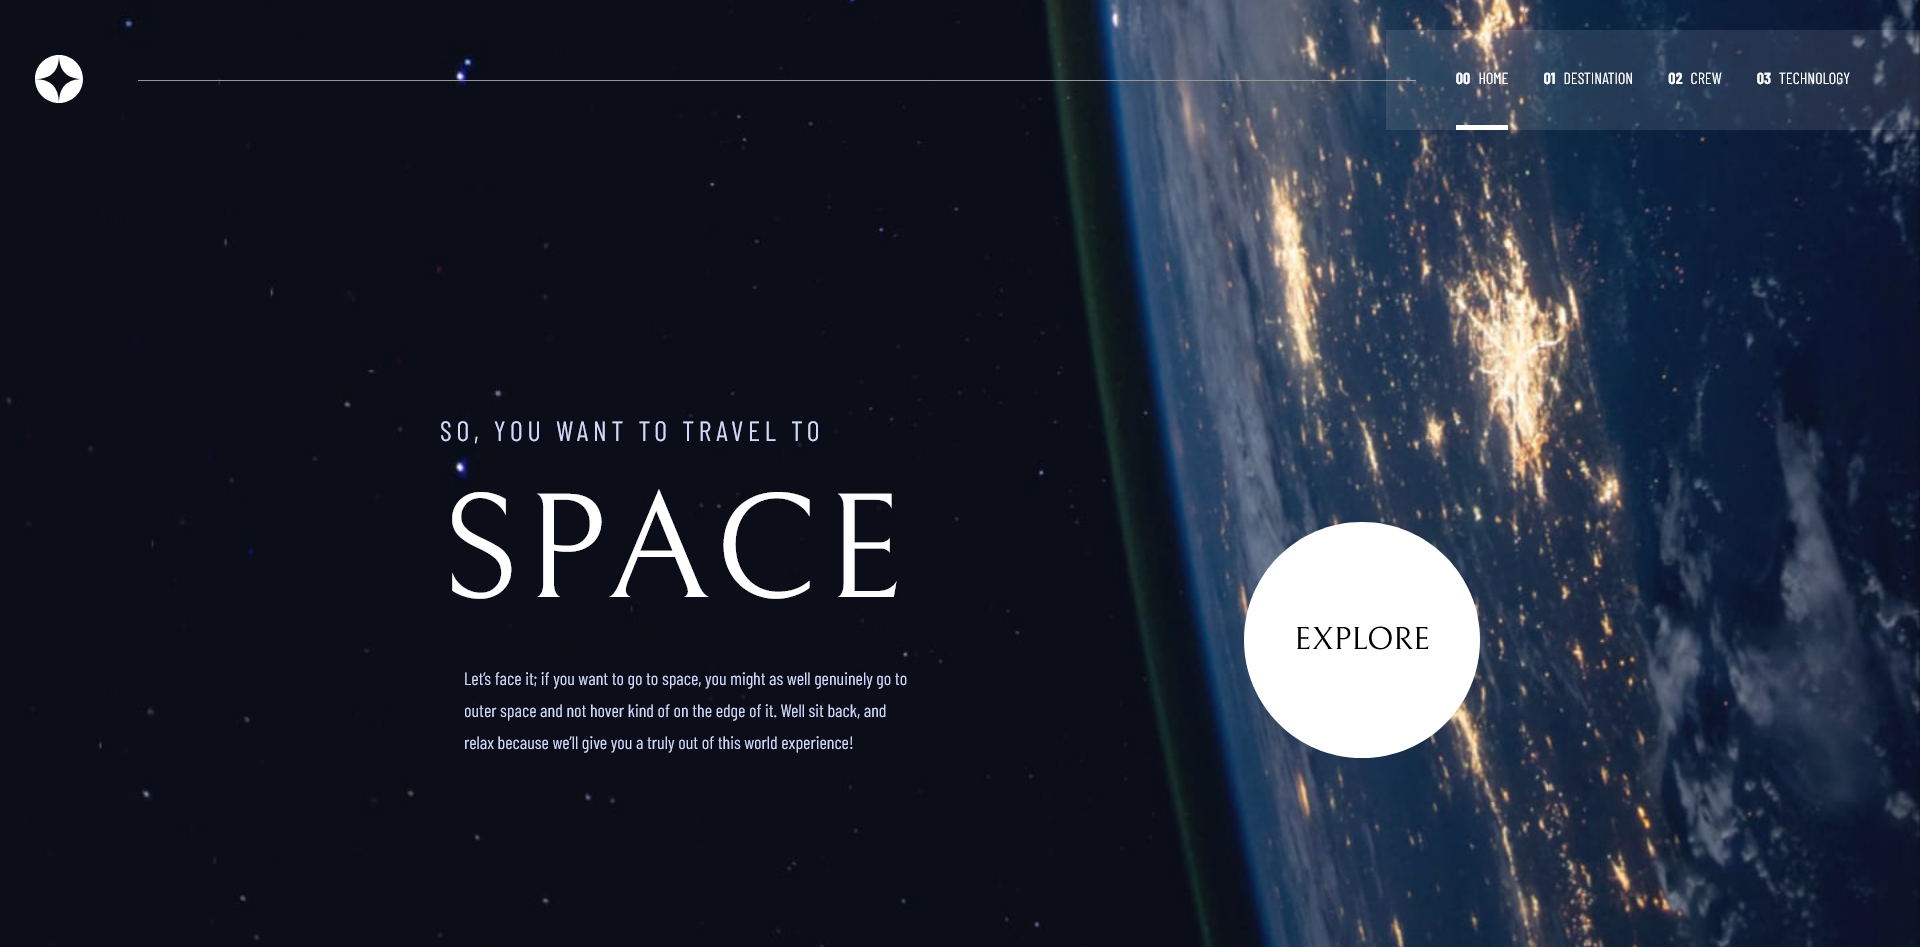 00 HOME 01 DESTINATION 02 CREW 03 TECHNOLOGY
SO, YOU WANT TO TRAVEL TO
SPACE
Let's face it; if you want to go to space, you might as well genuinely go to
outer space and not hover kind of on the edge of it. Well sit back, and
relax because we'll give you a truly out of this world experience!
EXPLORE